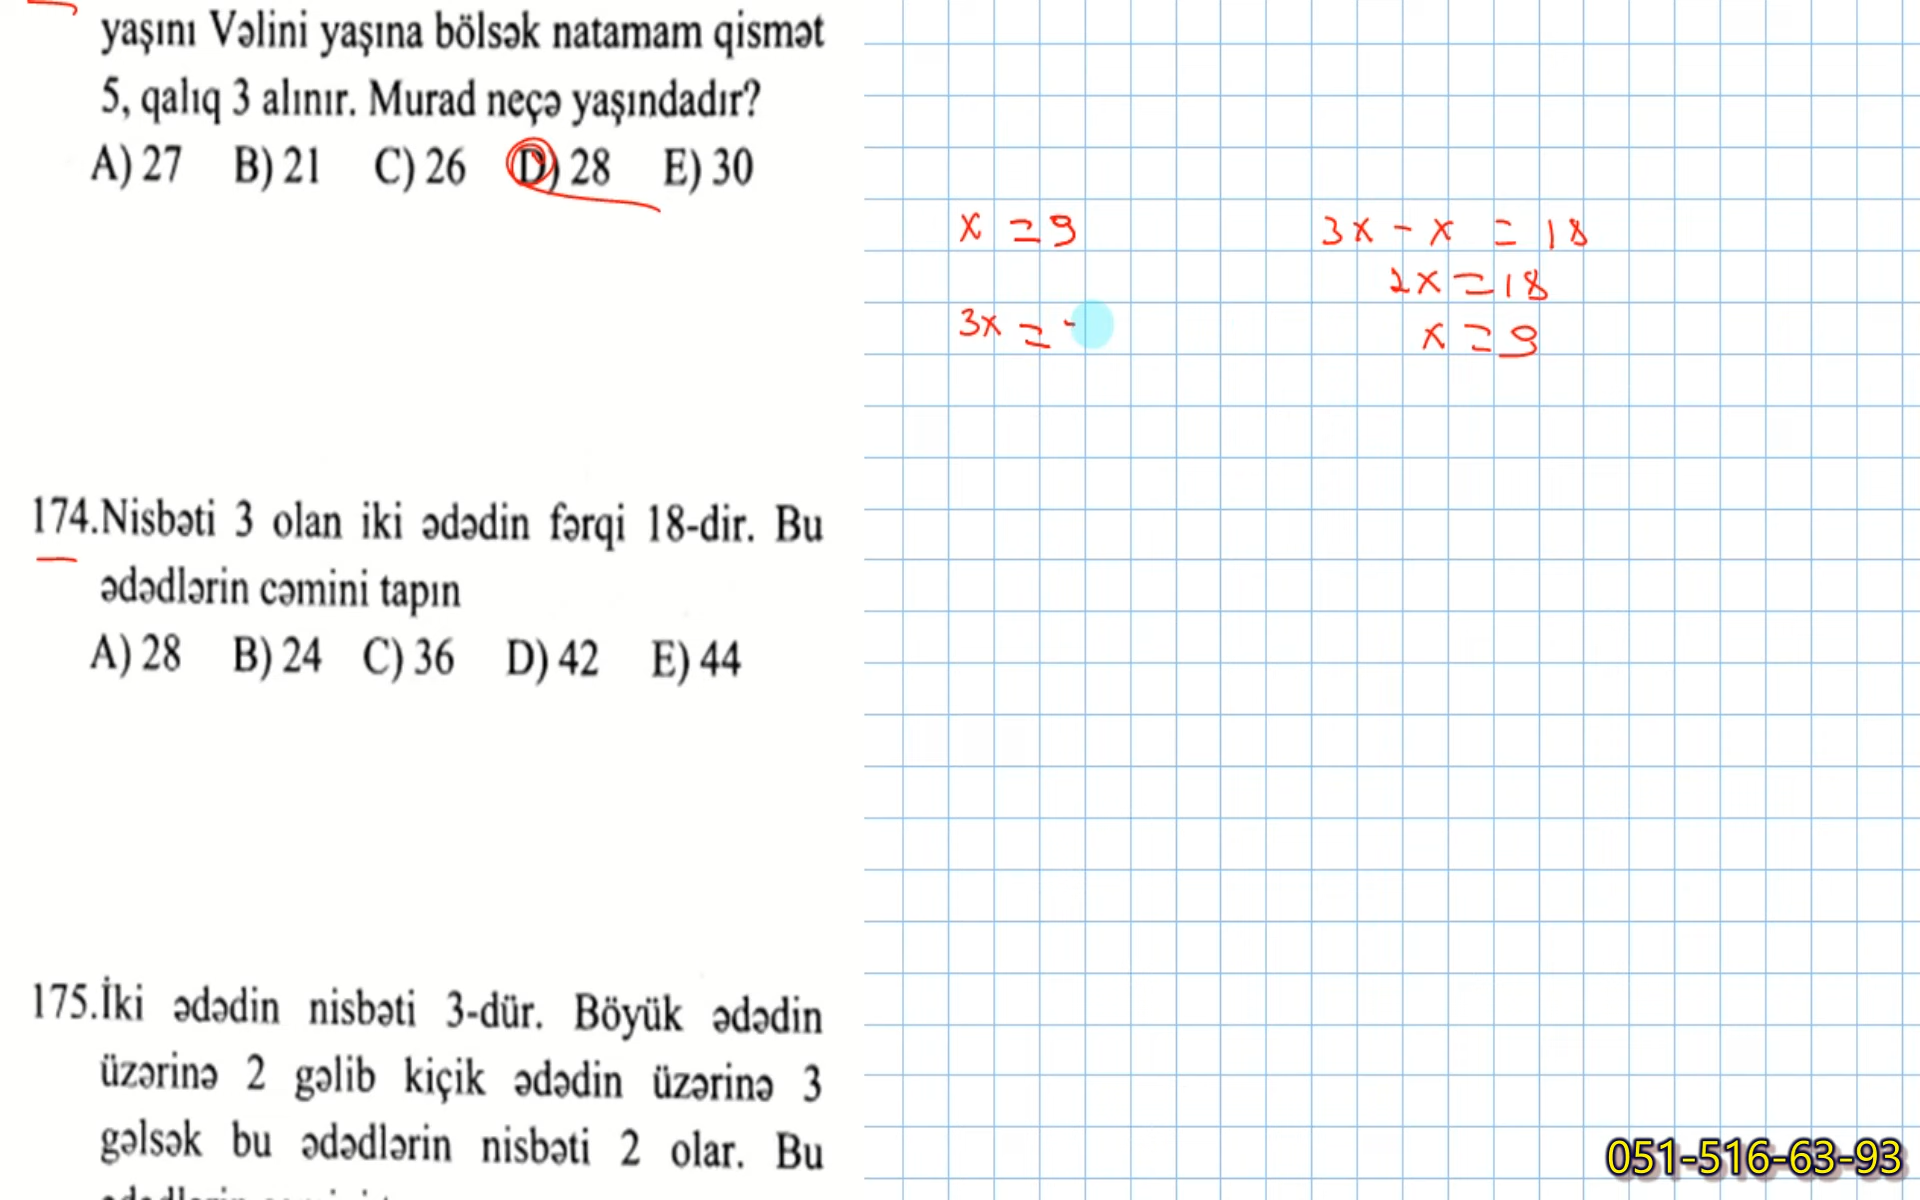 yaşını Vəlini yaşına bölsək natamam qismət
5, qalıq 3 alınır. Murad neçə yaşındadır?
A) 27 B) 21 C) 26 D) 28 E) 30
174.Nisbəti 3 olan iki ədədin fərqi 18-dir. Bu
ədədlərin cəmini tapın
A) 28 B) 24 C) 36 D) 42 E) 44
175.İki ədədin nisbəti 3-dür. Böyük ədədin
üzərinə 2 gəlib kiçik ədədin üzərinə 3
gəlsək bu ədədlərin nisbəti 2 olar. Bu
x = 9
3x =
3x - x = 18
2x = 18
x = 9
051-516-63-93